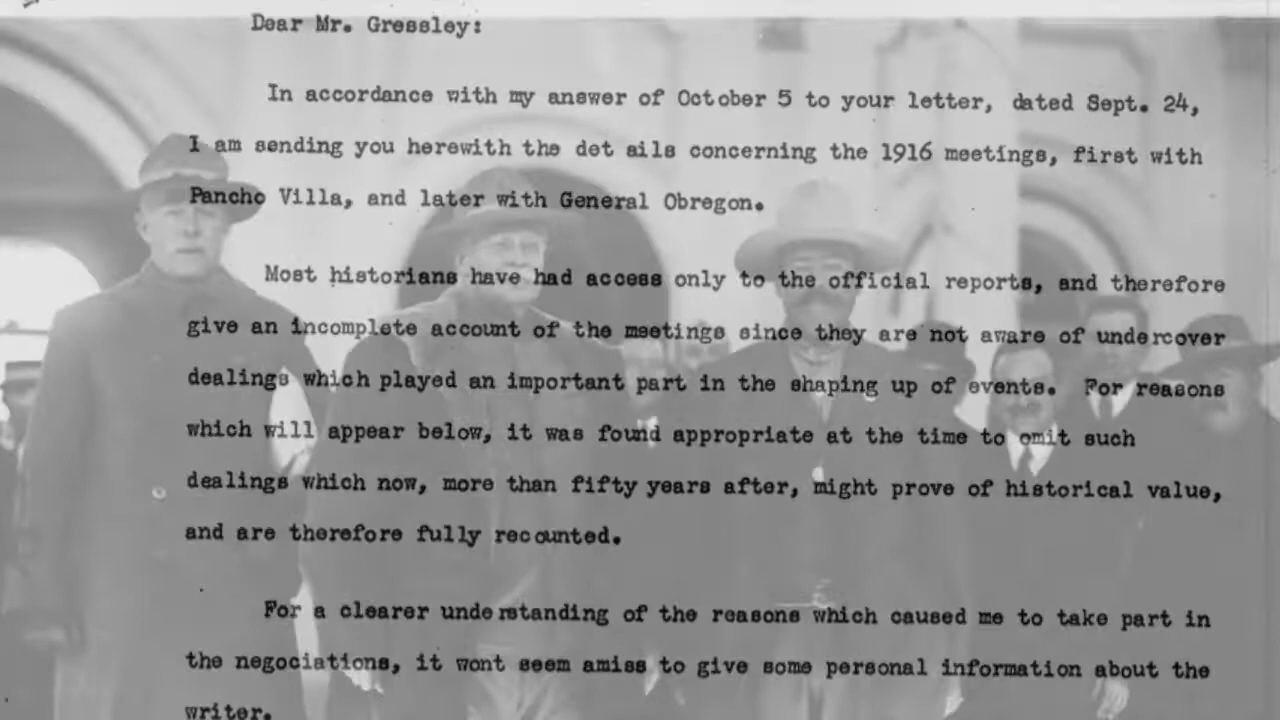 Dear Mr. Gressley:
In accordance with my answer of October 5 to your letter, dated Sept. 24,
I am sending you herewith the det ails concerning the 1916 meetings, first with
Pancho Villa, and later with General Obregon.
Most historians have had access only to the official reports, and therefore
give an incomplete account of the meetings since they are not aware of undercover
dealings which played an important part in the shaping up of events. For reasons
which will appear below, it was found appropriate at the time to omit such
dealings which now, more than fifty years after, might prove of historical value,
and are therefore fully recounted.
For a clearer understanding of the reasons which caused me to take part in
the negociations, it wont seem amiss to give some personal information about the
writer.